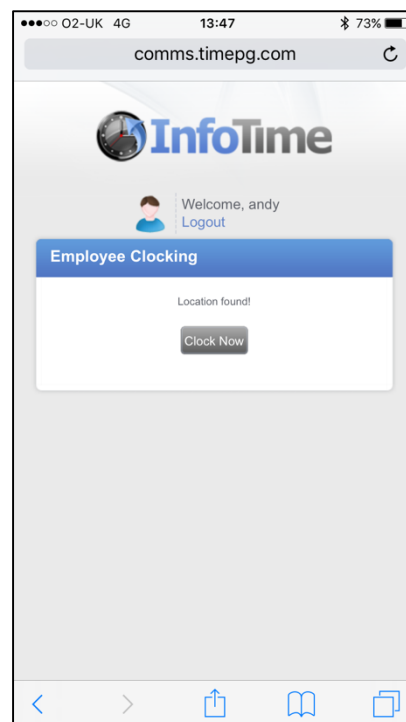 O2-UK 4G 13:47 73%
comms.timepg.com
InfoTime
Welcome, andy
Logout
Employee Clocking
Location found!
Clock Now